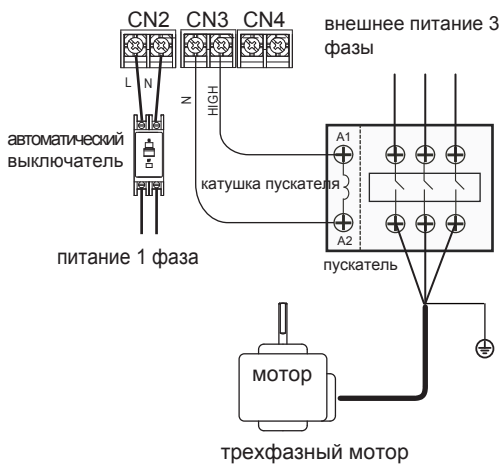 CN2 CN3 CN4
внешнее питание 3
фазы
L N
N
HIGH
автоматический
выключатель
A1
катушка пускателя
A2
питание 1 фаза
пускатель
мотор
трехфазный мотор